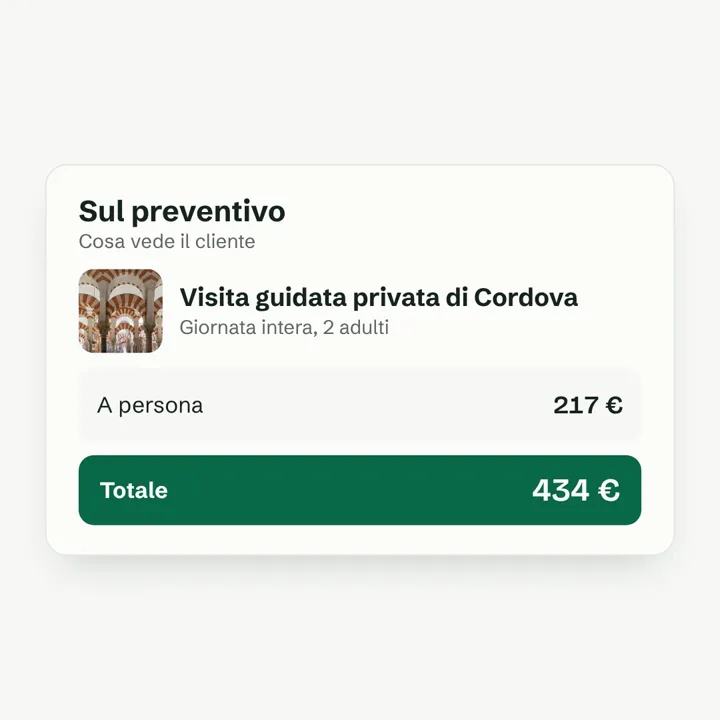 Sul preventivo
Cosa vede il cliente
Visita guidata privata di Cordova
Giornata intera, 2 adulti
A persona 217 €
Totale 434 €